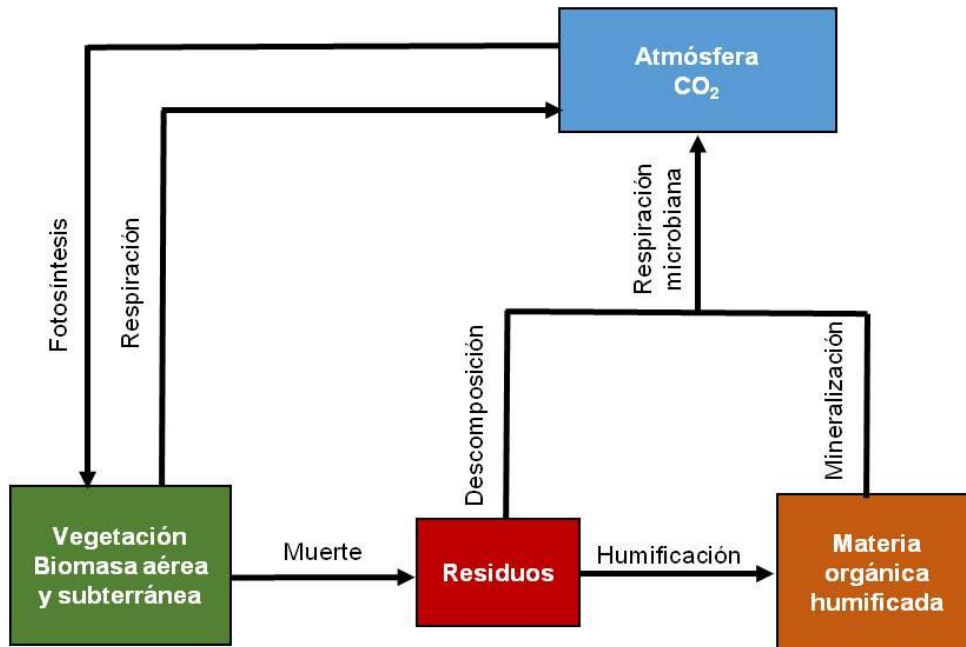 Atmósfera
CO₂
Fotosíntesis
Respiración
Respiración
microbiana
Descomposición
Mineralización
Vegetación
Biomasa aérea
y subterránea
Muerte
Residuos
Humificación
Materia
orgánica
humificada